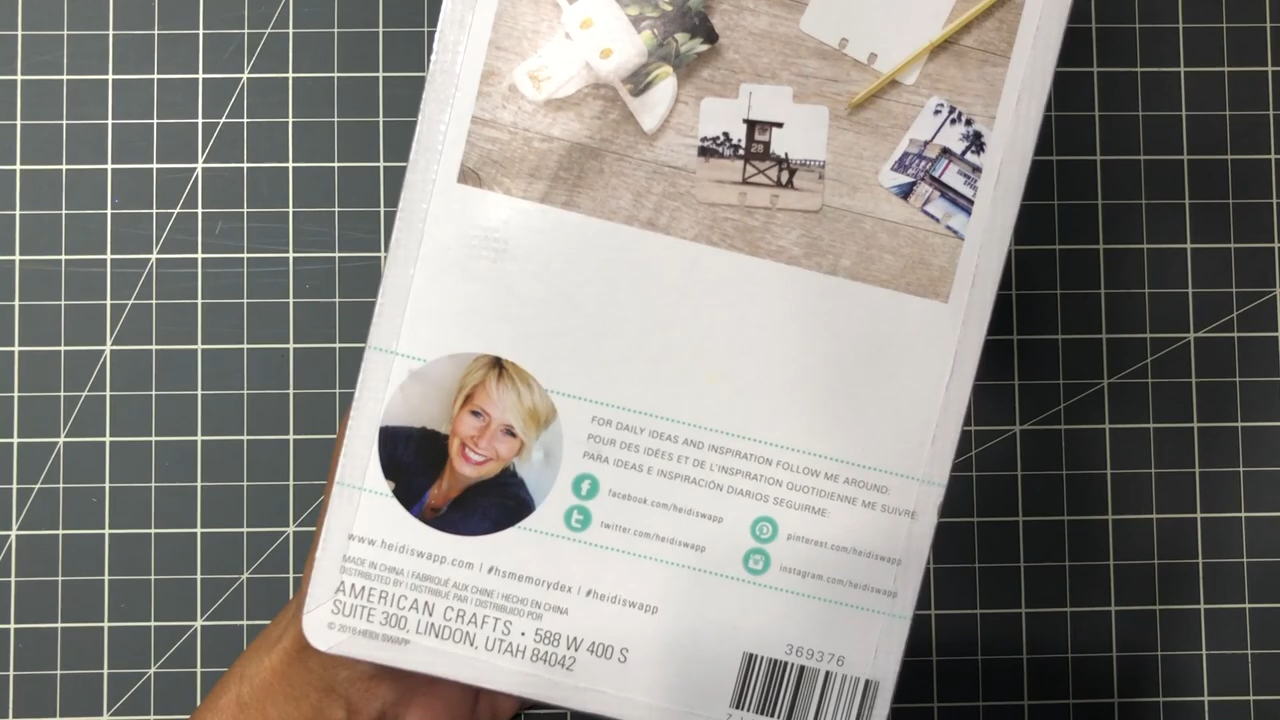 28
SUMMER
FOR DAILY IDEAS AND INSPIRATION FOLLOW ME AROUND:
POUR DES IDÉES ET DE L'INSPIRATION QUOTIDIENNE ME SUIVRE:
PARA IDEAS E INSPIRACIÓN DIARIOS SEGUIRME:
facebook.com/heidiswapp
twitter.com/heidiswapp
pinterest.com/heidiswapp
instagram.com/heidiswapp
www.heidiswapp.com | #hsmemorydex | #heidiswapp
MADE IN CHINA | FABRIQUÉ AUX CHINE | HECHO EN CHINA
DISTRIBUTED BY | DISTRIBUÉ PAR | DISTRIBUIDO POR
AMERICAN CRAFTS • 588 W 400 S
SUITE 300, LINDON, UTAH 84042
© 2016 HEIDI SWAPP
369376